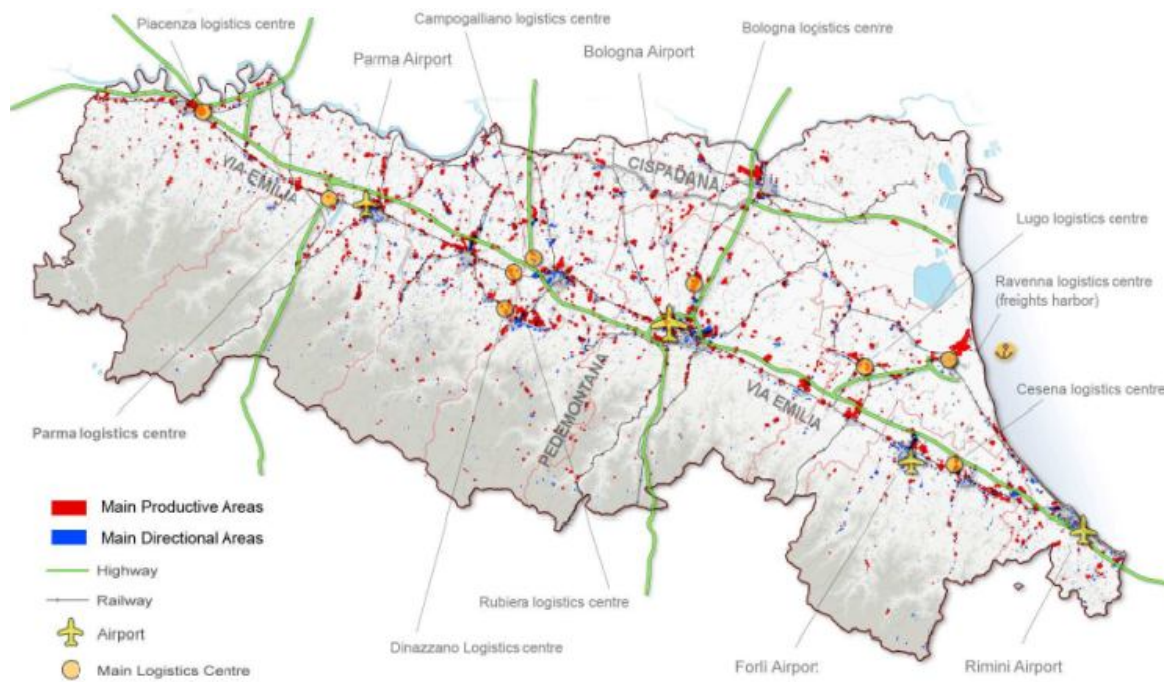 Piacenza logistics centre
Campogalliano logistics centre
Parma Airport
Bologna Airport
Bologna logistics centre
VIA EMILIA
CISPADANA
Lugo logistics centre
Ravenna logistics centre
(freights harbor)
Cesena logistics centre
VIA EMILIA
PEDEMONTANA
Parma logistics centre
Main Productive Areas
Main Directional Areas
Highway
Railway
Airport
Main Logistics Centre
Rubiera logistics centre
Dinazzano Logistics centre
Forlì Airpor:
Rimini Airport